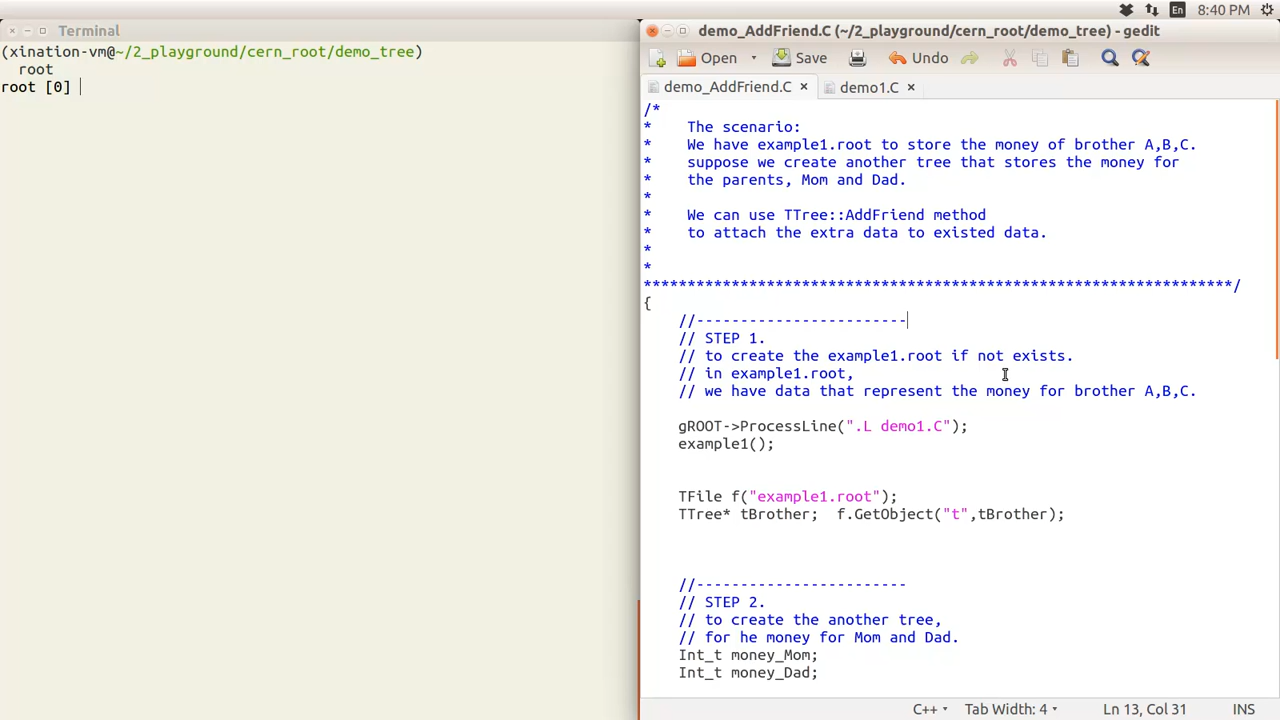 En 8:40 PM
Terminal
demo_AddFriend.C (~/2_playground/cern_root/demo_tree) - gedit
(xination-vm@~/2_playground/cern_root/demo_tree)
root
root [0]
Open Save Undo
demo_AddFriend.C × demo1.C ×
/*
* The scenario:
* We have example1.root to store the money of brother A,B,C.
* suppose we create another tree that stores the money for
* the parents, Mom and Dad.
*
* We can use TTree::AddFriend method
* to attach the extra data to existed data.
*
*
*******************************************************************/
{
//------------------------
// STEP 1.
// to create the example1.root if not exists.
// in example1.root,
// we have data that represent the money for brother A,B,C.
gROOT->ProcessLine(".L demo1.C");
example1();
TFile f("example1.root");
TTree* tBrother; f.GetObject("t",tBrother);
//------------------------
// STEP 2.
// to create the another tree,
// for he money for Mom and Dad.
Int_t money_Mom;
Int_t money_Dad;
C++ Tab Width: 4 Ln 13, Col 31 INS